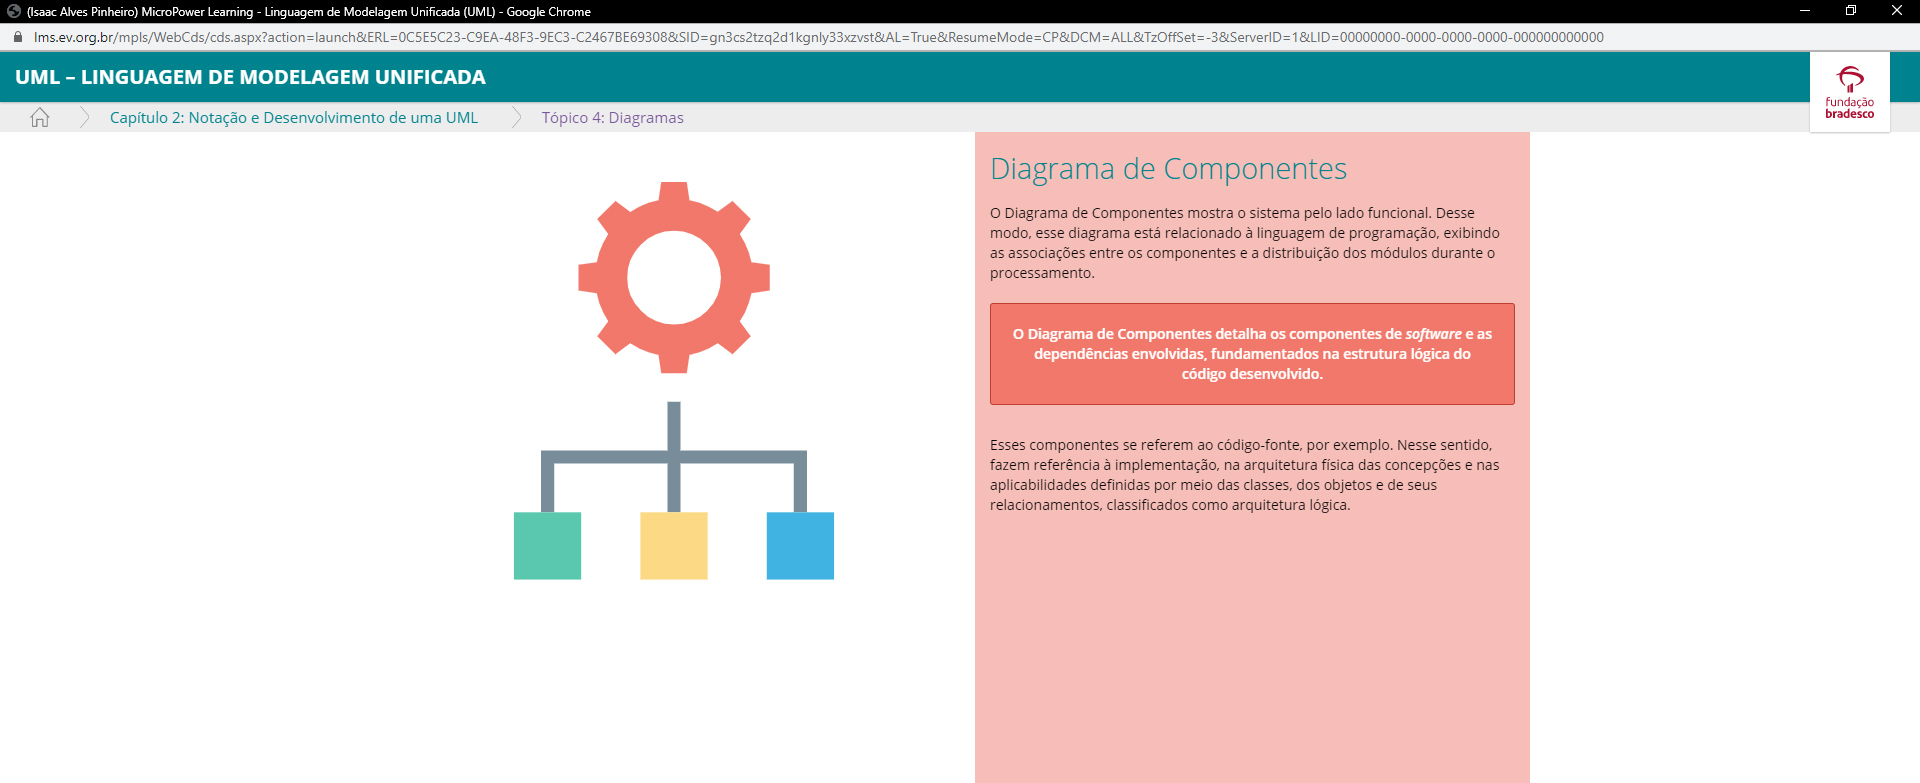 (Isaac Alves Pinheiro) MicroPower Learning - Linguagem de Modelagem Unificada (UML) - Google Chrome
lms.ev.org.br/mpls/WebCds/cds.aspx?action=launch&ERL=0C5E5C23-C9EA-48F3-9EC3-C2467BE69308&SID=gn3cs2tzq2d1kgnly33xzvst&AL=True&ResumeMode=CP&DCM=ALL&TzOffSet=-3&ServerID=1&LID=00000000-0000-0000-0000-000000000000
UML – LINGUAGEM DE MODELAGEM UNIFICADA
fundação
bradesco
Capítulo 2: Notação e Desenvolvimento de uma UML
Tópico 4: Diagramas
Diagrama de Componentes
O Diagrama de Componentes mostra o sistema pelo lado funcional. Desse
modo, esse diagrama está relacionado à linguagem de programação, exibindo
as associações entre os componentes e a distribuição dos módulos durante o
processamento.
O Diagrama de Componentes detalha os componentes de software e as
dependências envolvidas, fundamentados na estrutura lógica do
código desenvolvido.
Esses componentes se referem ao código-fonte, por exemplo. Nesse sentido,
fazem referência à implementação, na arquitetura física das concepções e nas
aplicabilidades definidas por meio das classes, dos objetos e de seus
relacionamentos, classificados como arquitetura lógica.